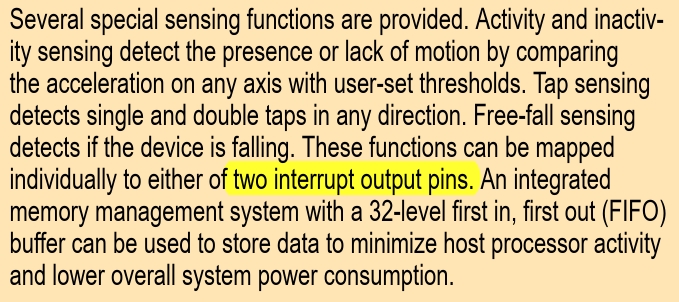 Several special sensing functions are provided. Activity and inactiv-
ity sensing detect the presence or lack of motion by comparing
the acceleration on any axis with user-set thresholds. Tap sensing
detects single and double taps in any direction. Free-fall sensing
detects if the device is falling. These functions can be mapped
individually to either of two interrupt output pins. An integrated
memory management system with a 32-level first in, first out (FIFO)
buffer can be used to store data to minimize host processor activity
and lower overall system power consumption.